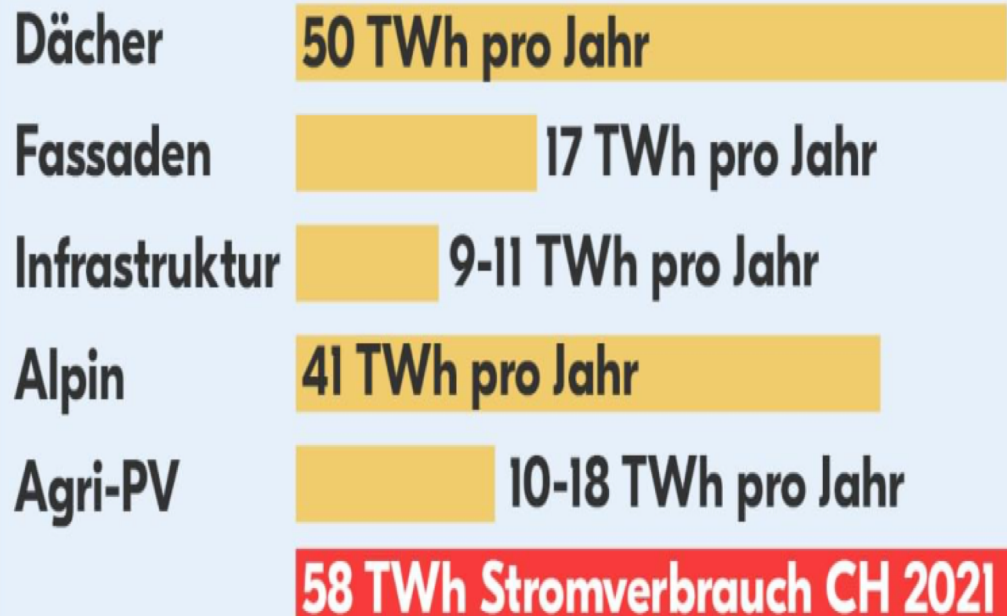 Dächer 50 TWh pro Jahr
Fassaden 17 TWh pro Jahr
Infrastruktur 9-11 TWh pro Jahr
Alpin 41 TWh pro Jahr
Agri-PV 10-18 TWh pro Jahr
58 TWh Stromverbrauch CH 2021